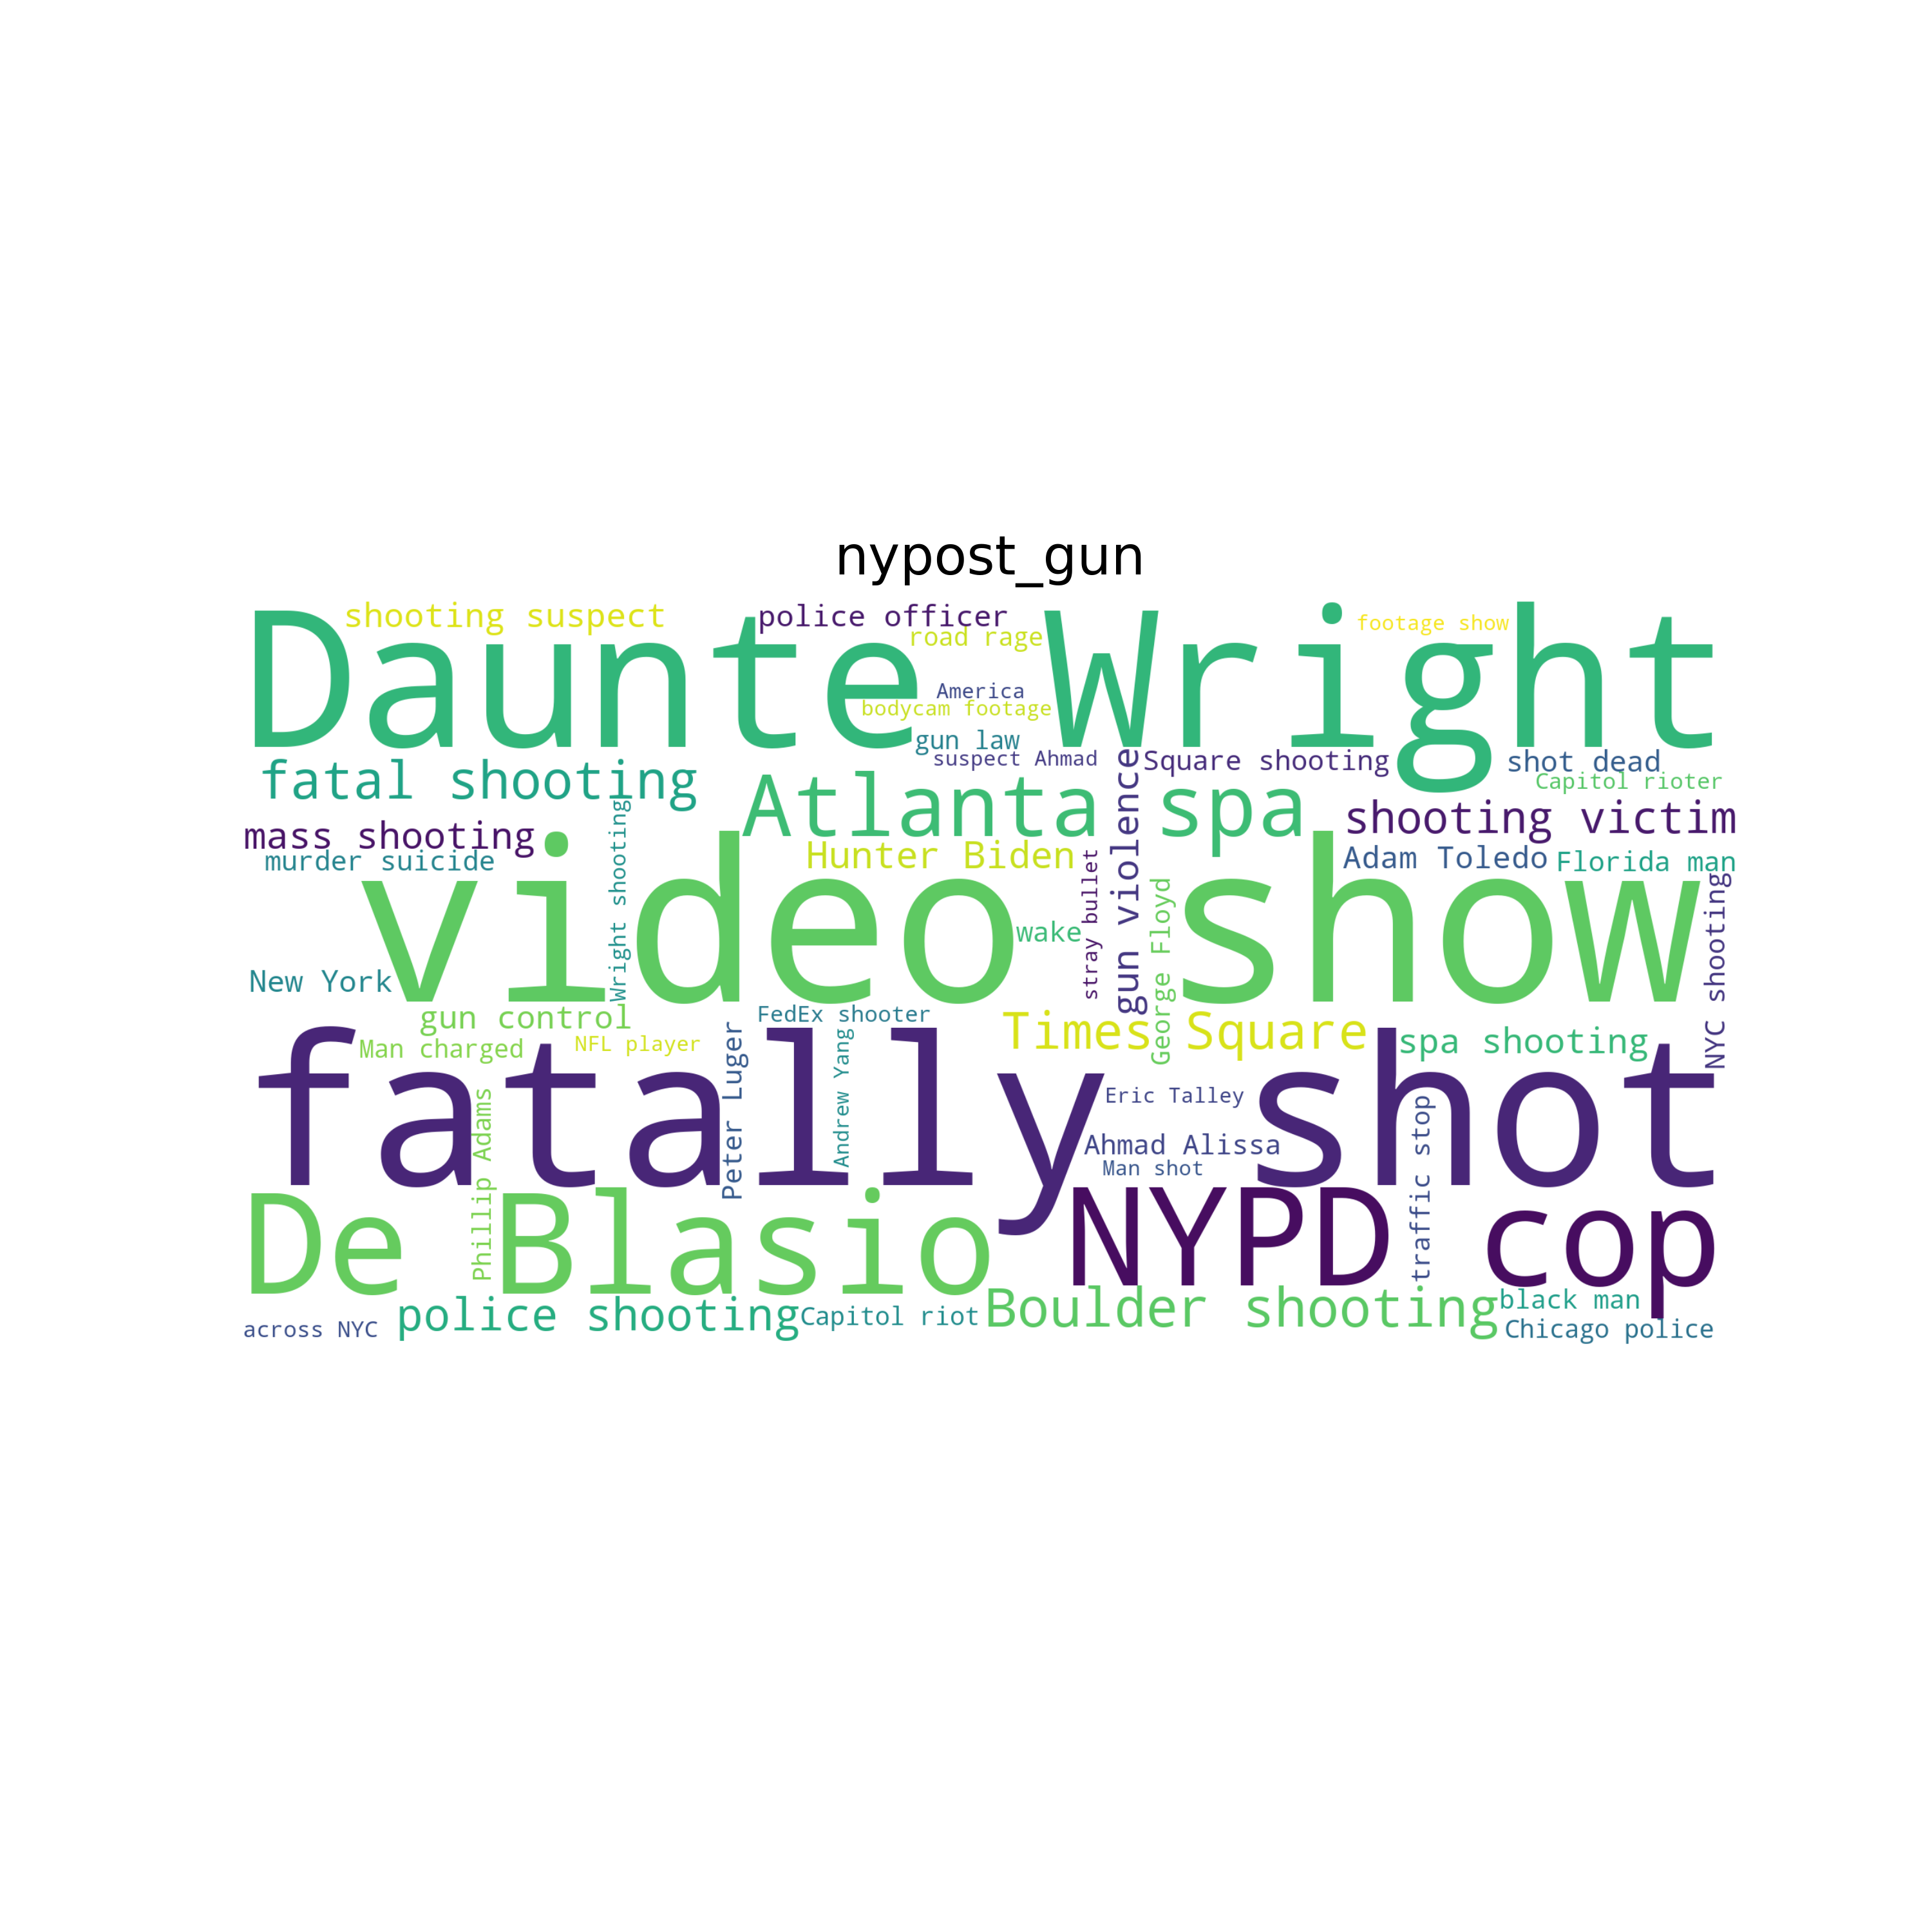 nypost_gun
shooting suspect
police officer
footage show
Daunte Wright
road rage
America
bodycam footage
gun law
suspect Ahmad
Square shooting
shot dead
fatal shooting
Atlanta spa
Capitol rioter
shooting victim
mass shooting
murder suicide
Wright shooting
Hunter Biden
stray bullet
gun violence
Adam Toledo
Florida man
video show
wake
George Floyd
NYC shooting
New York
gun control
FedEx shooter
Times Square
spa shooting
Man charged
NFL player
fatally shot
Peter Luger
Andrew Yang
Eric Talley
Ahmad Alissa
Man shot
traffic stop
Phillip Adams
De Blasio
NYPD cop
police shooting
Capitol riot
Boulder shooting
black man
across NYC
Chicago police